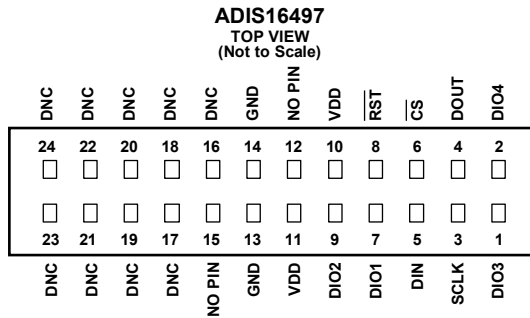 ADIS16497
TOP VIEW
(Not to Scale)
DNC DNC DNC DNC DNC GND NO PIN VDD RST CS DOUT DIO4
24 22 20 18 16 14 12 10 8 6 4 2
23 21 19 17 15 13 11 9 7 5 3 1
DNC DNC DNC DNC NO PIN GND VDD DIO2 DIO1 DIN SCLK DIO3